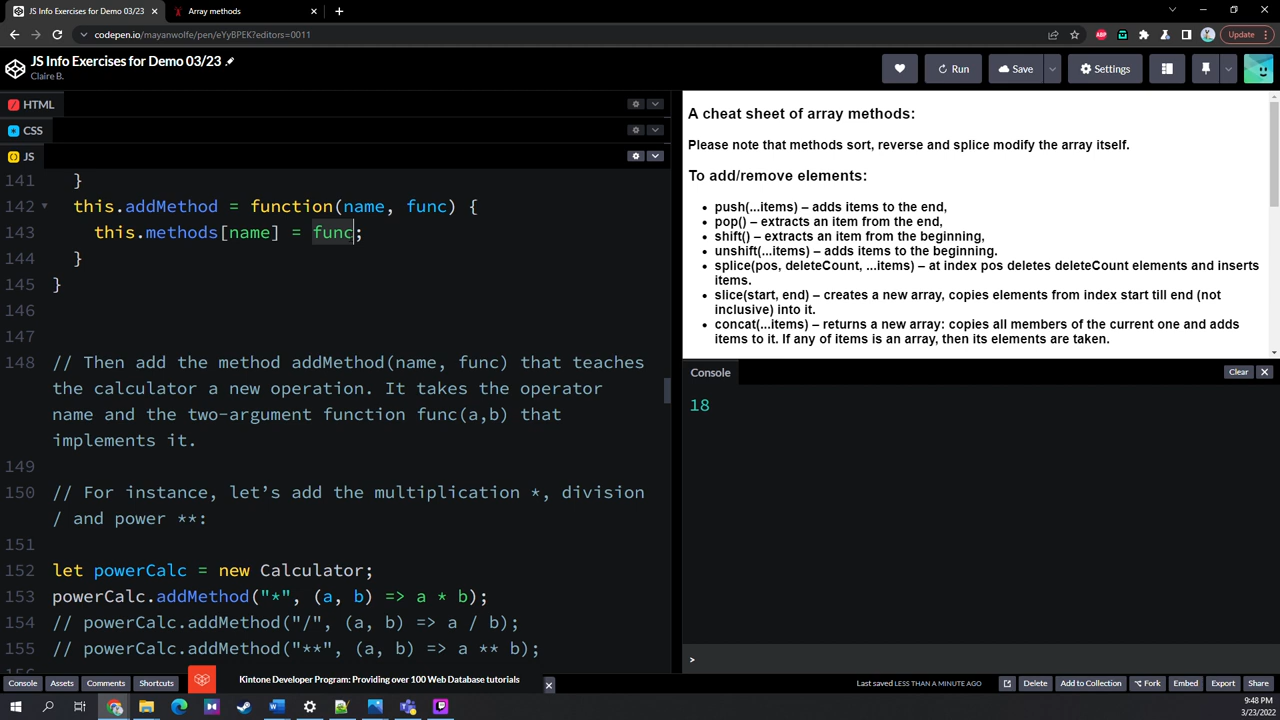 JS Info Exercises for Demo 03/23
Array methods
codepen.io/mayanwolfe/pen/eYyBPEK?editors=0011
ABP
Update
JS Info Exercises for Demo 03/23
Claire B.
Run
Save
Settings
HTML
CSS
JS
141 }
142 this.addMethod = function(name, func) {
143 this.methods[name] = func;
144 }
145 }
146
147
148 // Then add the method addMethod(name, func) that teaches
the calculator a new operation. It takes the operator
name and the two-argument function func(a,b) that
implements it.
149
150 // For instance, let’s add the multiplication *, division
/ and power **:
151
152 let powerCalc = new Calculator;
153 powerCalc.addMethod("*", (a, b) => a * b);
154 // powerCalc.addMethod("/", (a, b) => a / b);
155 // powerCalc.addMethod("**", (a, b) => a ** b);
A cheat sheet of array methods:
Please note that methods sort, reverse and splice modify the array itself.
To add/remove elements:
• push(...items) – adds items to the end,
• pop() – extracts an item from the end,
• shift() – extracts an item from the beginning,
• unshift(...items) – adds items to the beginning.
• splice(pos, deleteCount, ...items) – at index pos deletes deleteCount elements and inserts
items.
• slice(start, end) – creates a new array, copies elements from index start till end (not
inclusive) into it.
• concat(...items) – returns a new array: copies all members of the current one and adds
items to it. If any of items is an array, then its elements are taken.
Console
Clear
18
>
Console Assets Comments Shortcuts
Kintone Developer Program: Providing over 100 Web Database tutorials
Last saved LESS THAN A MINUTE AGO
Delete Add to Collection Fork Embed Export Share
9:48 PM
3/23/2022